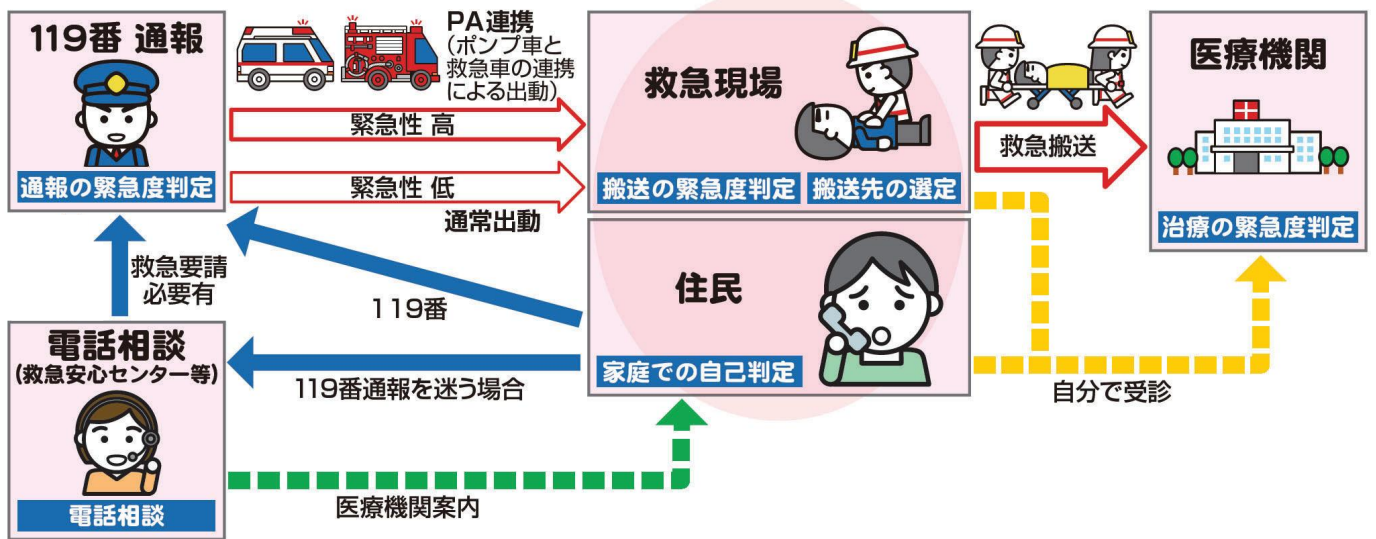 119番 通報
通報の緊急度判定
PA連携
(ポンプ車と
救急車の連携
による出動)
緊急性 高
緊急性 低
通常出動
救急現場
搬送の緊急度判定
搬送先の選定
救急搬送
医療機関
治療の緊急度判定
救急要請
必要有
119番
住民
家庭での自己判定
電話相談
(救急安心センター等)
電話相談
119番通報を迷う場合
自分で受診
医療機関案内